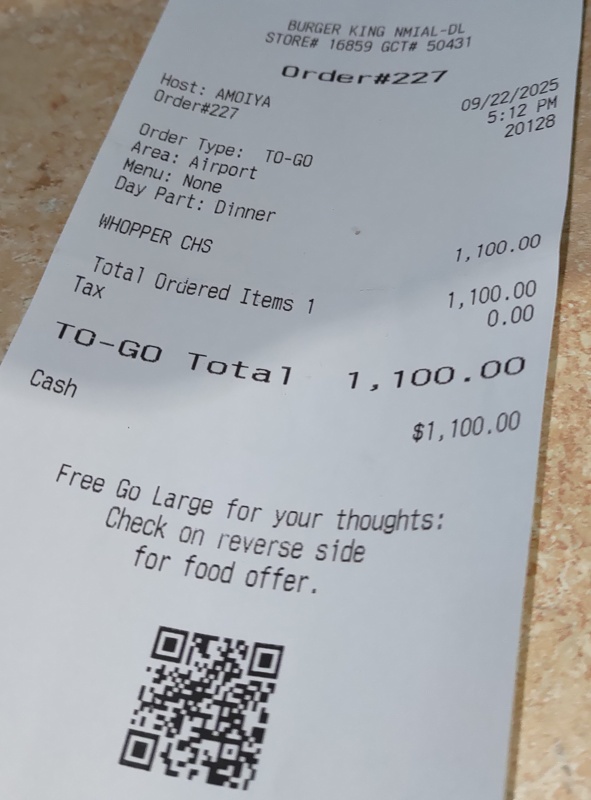 BURGER KING NMIAL-DL
STORE# 16859 GCT# 50431
Order#227
Host: AMOIYA 09/22/2025
Order#227 5:12 PM
20128
Order Type: TO-GO
Area: Airport
Menu: None
Day Part: Dinner
WHOPPER CHS 1,100.00
Total Ordered Items 1 1,100.00
Tax 0.00
TO-GO Total 1,100.00
Cash $1,100.00
Free Go Large for your thoughts:
Check on reverse side
for food offer.